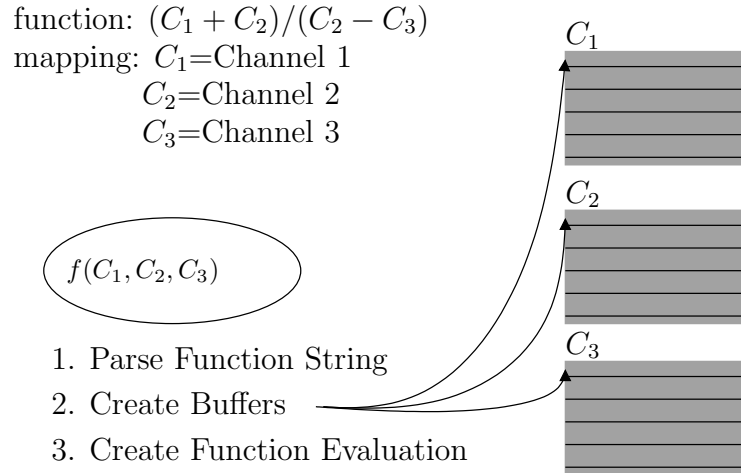 function: (C₁ + C₂)/(C₂ − C₃)
mapping: C₁=Channel 1
C₂=Channel 2
C₃=Channel 3
f(C₁, C₂, C₃)
1. Parse Function String
2. Create Buffers
3. Create Function Evaluation
C₁
C₂
C₃